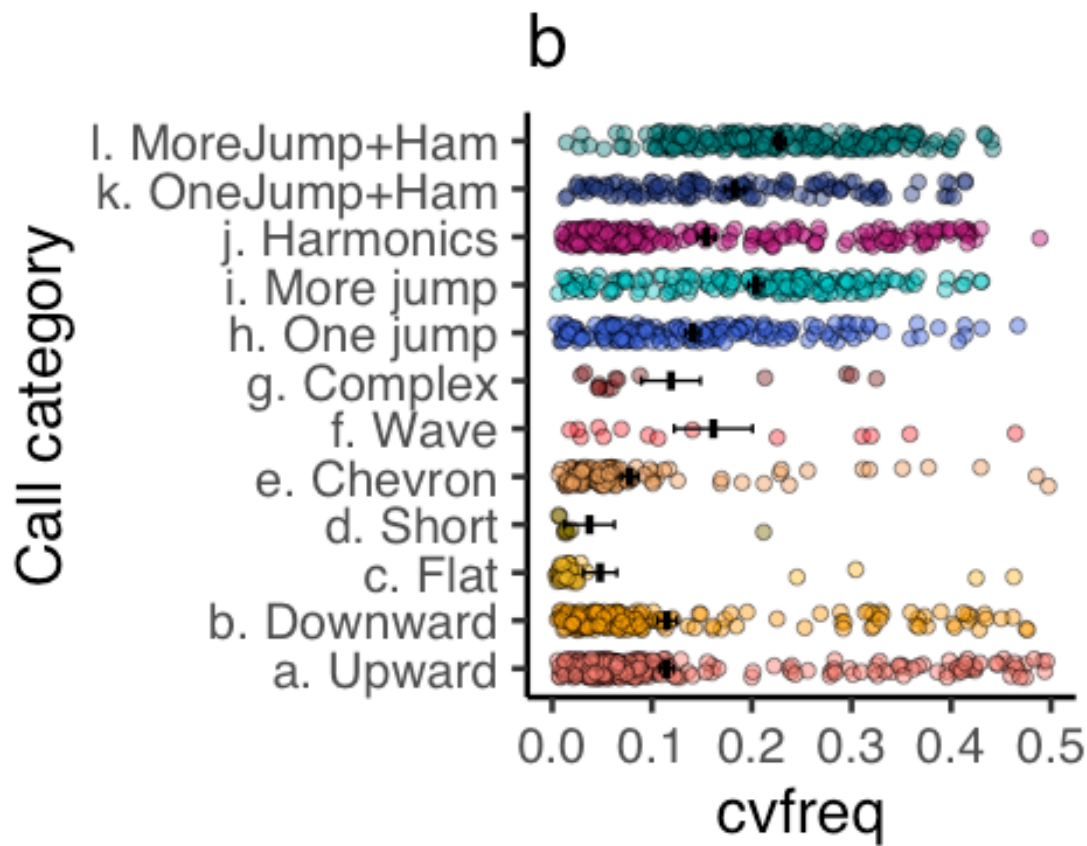 b
Call category
l. MoreJump+Ham
k. OneJump+Ham
j. Harmonics
i. More jump
h. One jump
g. Complex
f. Wave
e. Chevron
d. Short
c. Flat
b. Downward
a. Upward
0.0 0.1 0.2 0.3 0.4 0.5
cvfreq